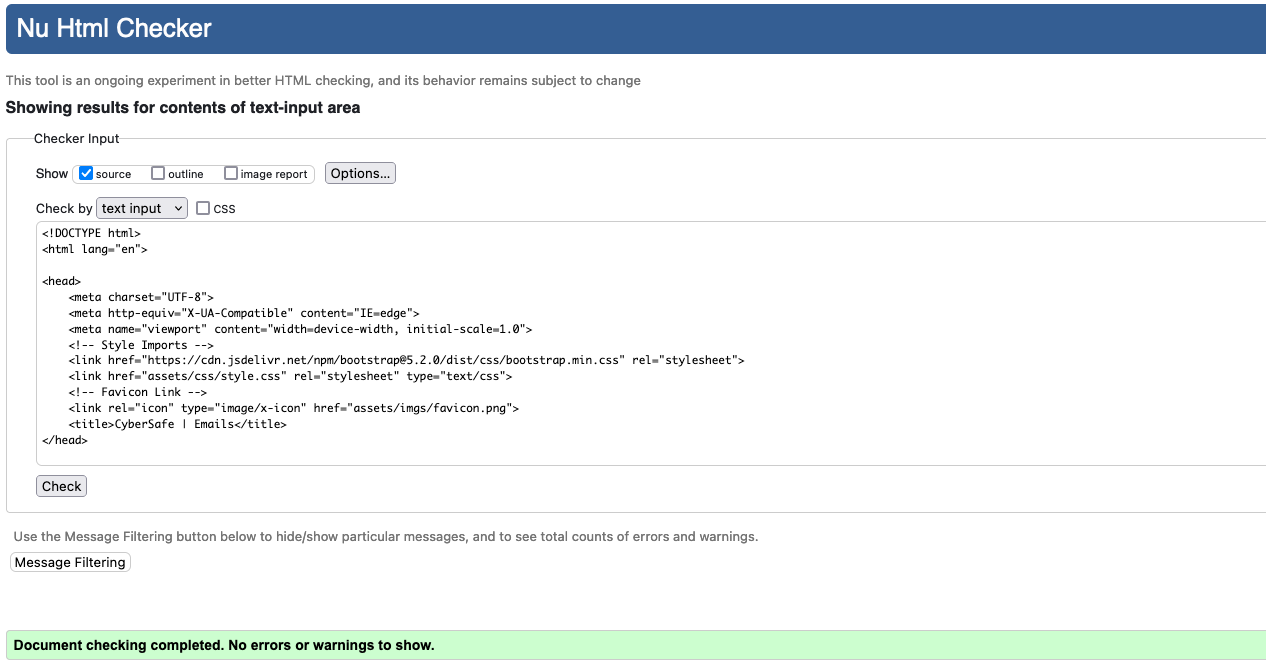 Nu Html Checker
This tool is an ongoing experiment in better HTML checking, and its behavior remains subject to change
Showing results for contents of text-input area
Checker Input
Show source outline image report Options...
Check by text input CSS
<!DOCTYPE html>
<html lang="en">
<head>
    <meta charset="UTF-8">
    <meta http-equiv="X-UA-Compatible" content="IE=edge">
    <meta name="viewport" content="width=device-width, initial-scale=1.0">
    <!-- Style Imports -->
    <link href="https://cdn.jsdelivr.net/npm/bootstrap@5.2.0/dist/css/bootstrap.min.css" rel="stylesheet">
    <link href="assets/css/style.css" rel="stylesheet" type="text/css">
    <!-- Favicon Link -->
    <link rel="icon" type="image/x-icon" href="assets/imgs/favicon.png">
    <title>CyberSafe | Emails</title>
</head>
Check
Use the Message Filtering button below to hide/show particular messages, and to see total counts of errors and warnings.
Message Filtering
Document checking completed. No errors or warnings to show.